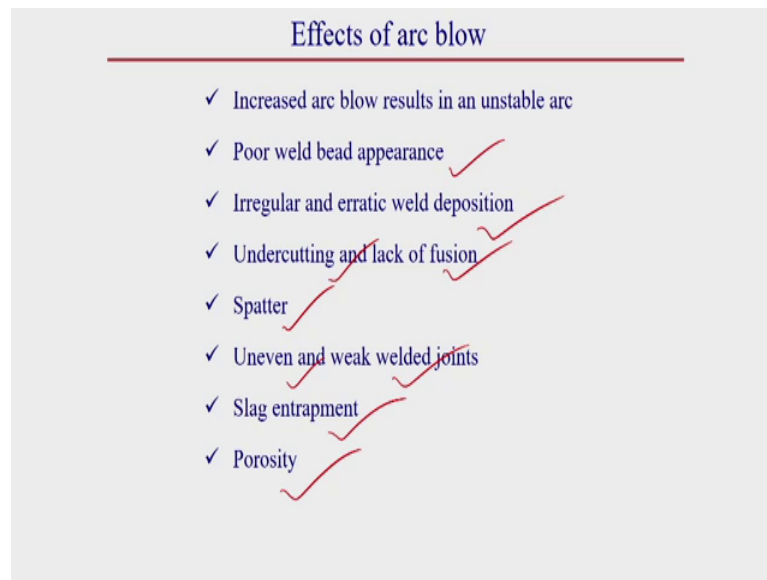 Effects of arc blow
✓ Increased arc blow results in an unstable arc
✓ Poor weld bead appearance
✓ Irregular and erratic weld deposition
✓ Undercutting and lack of fusion
✓ Spatter
✓ Uneven and weak welded joints
✓ Slag entrapment
✓ Porosity